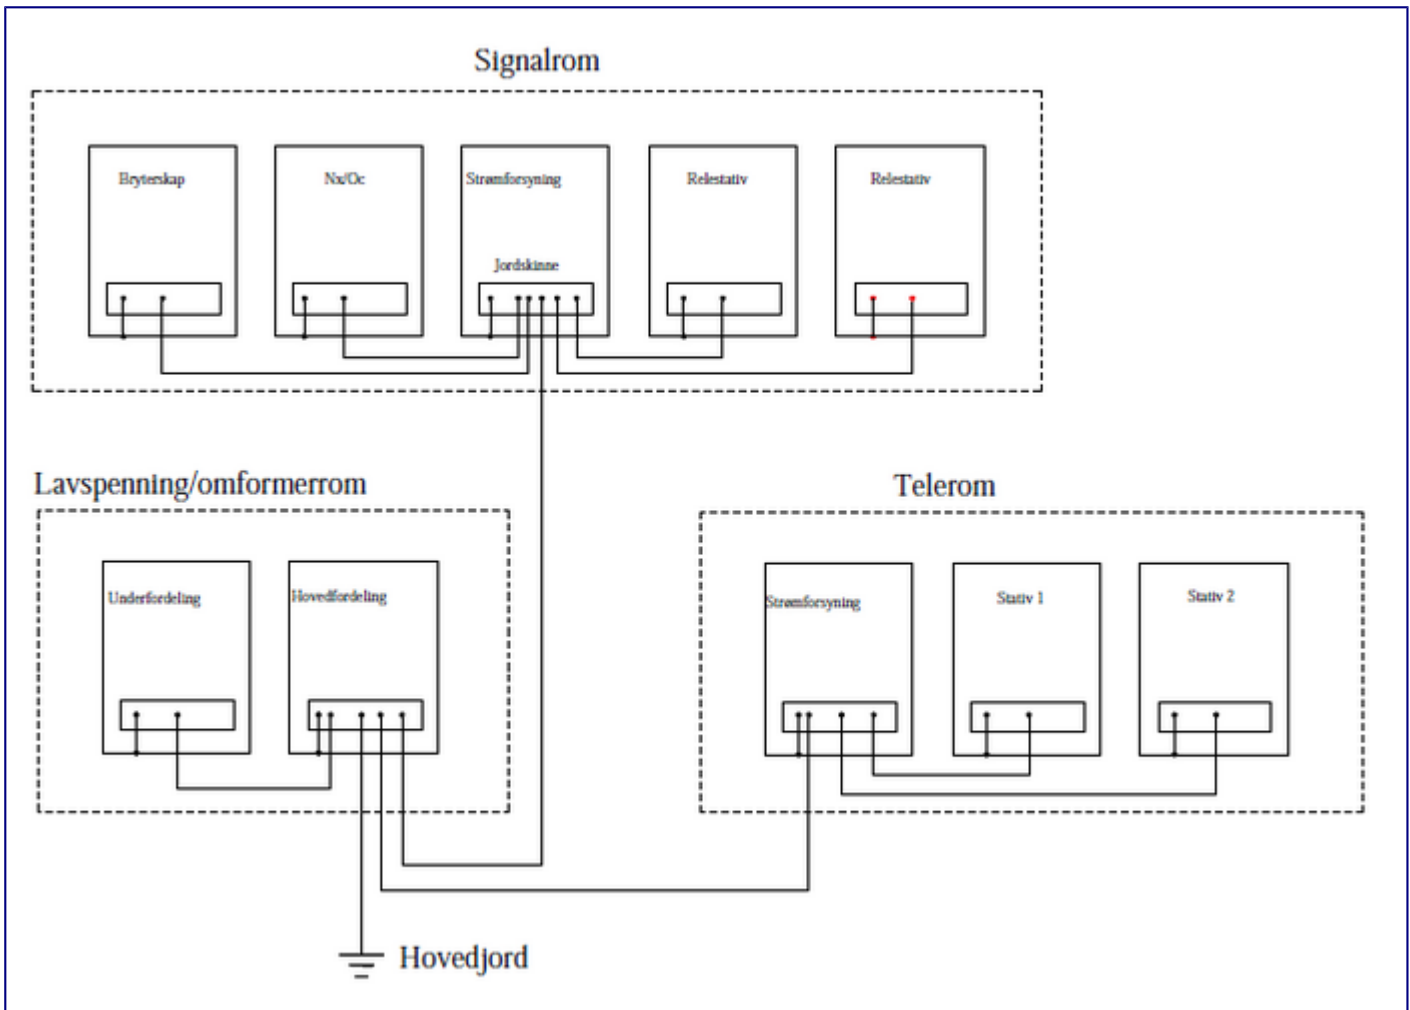 Signalrom
Bryterskap
Nx/Oc
Strømforsyning
Relestativ
Relestativ
Jordskinne
Lavspenning/omformerrom
Telerom
Underfordeling
Hovedfordeling
Strømforsyning
Stativ 1
Stativ 2
Hovedjord